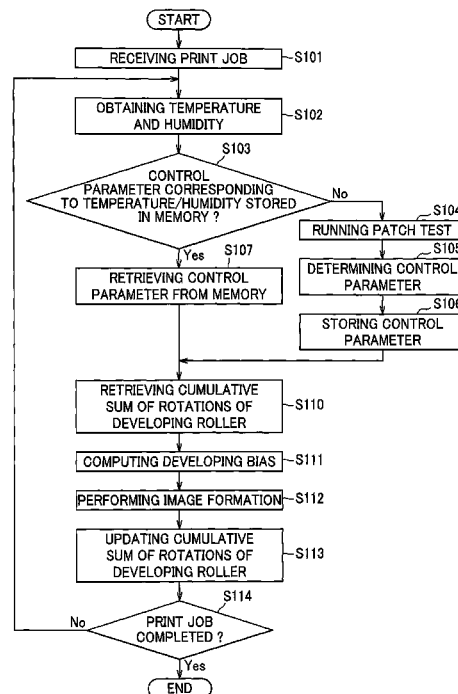 START
RECEIVING PRINT JOB
S101
OBTAINING TEMPERATURE
AND HUMIDITY
S102
S103
CONTROL
PARAMETER CORRESPONDING
TO TEMPERATURE/HUMIDITY STORED
IN MEMORY ?
No
Yes
S104
RUNNING PATCH TEST
S105
DETERMINING CONTROL
PARAMETER
S106
STORING CONTROL
PARAMETER
S107
RETRIEVING CONTROL
PARAMETER FROM MEMORY
RETRIEVING CUMULATIVE
SUM OF ROTATIONS OF
DEVELOPING ROLLER
S110
COMPUTING DEVELOPING BIAS
S111
PERFORMING IMAGE FORMATION
S112
UPDATING CUMULATIVE
SUM OF ROTATIONS OF
DEVELOPING ROLLER
S113
S114
PRINT JOB
COMPLETED ?
No
Yes
END